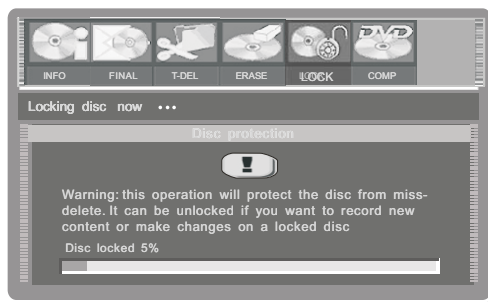 INFO FINAL T-DEL ERASE LOCK COMP
Locking disc now ...
Disc protection
!
Warning: this operation will protect the disc from miss-
delete. It can be unlocked if you want to record new
content or make changes on a locked disc
Disc locked 5%